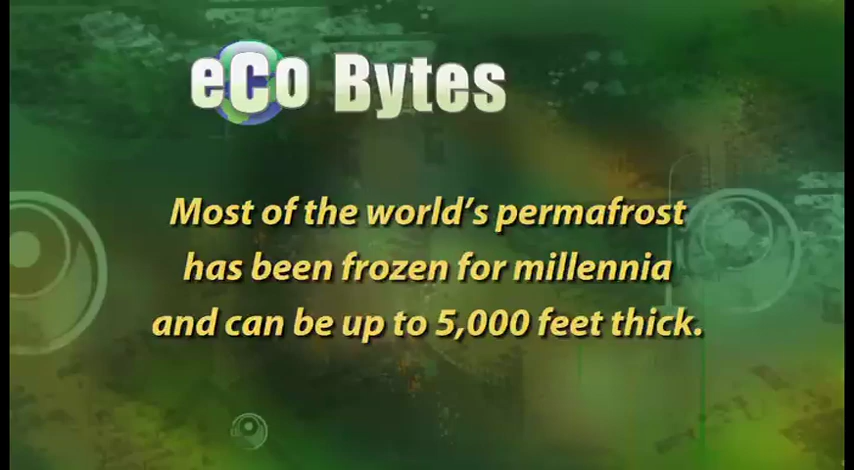 eCo Bytes
Most of the world's permafrost
has been frozen for millennia
and can be up to 5,000 feet thick.